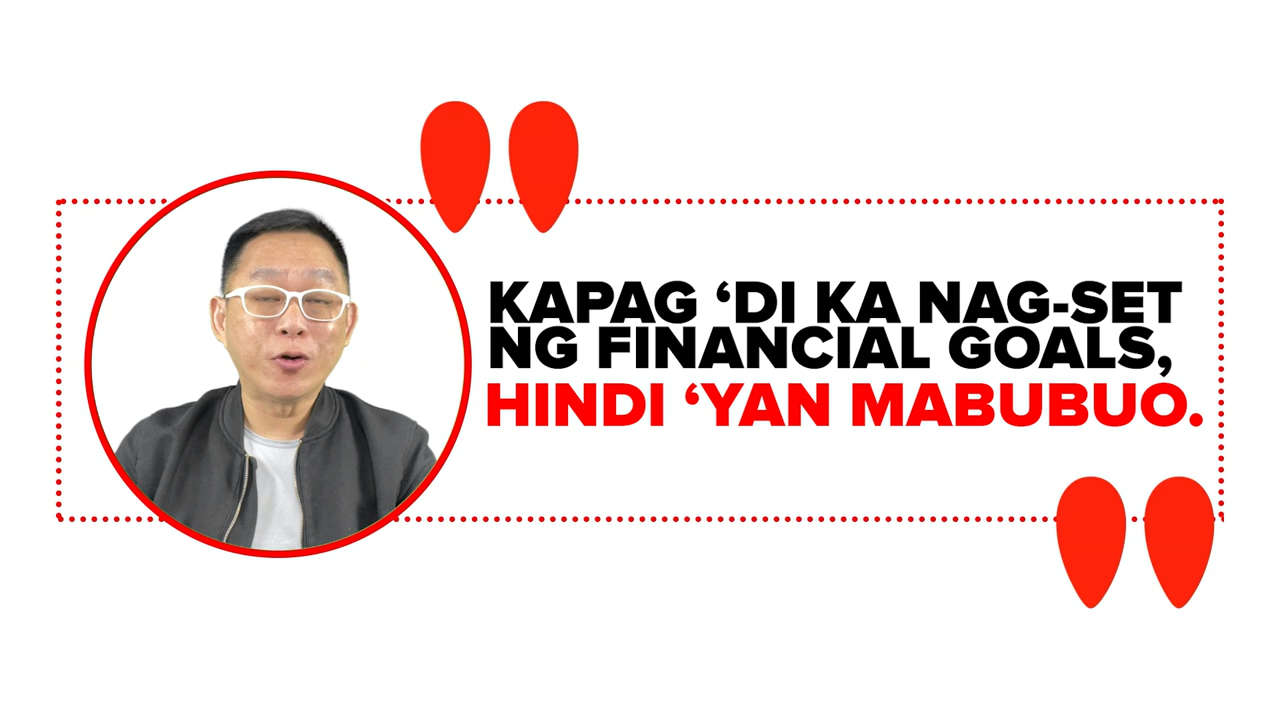 KAPAG ‘DI KA NAG-SET
NG FINANCIAL GOALS,
HINDI ‘YAN MABUBUO.